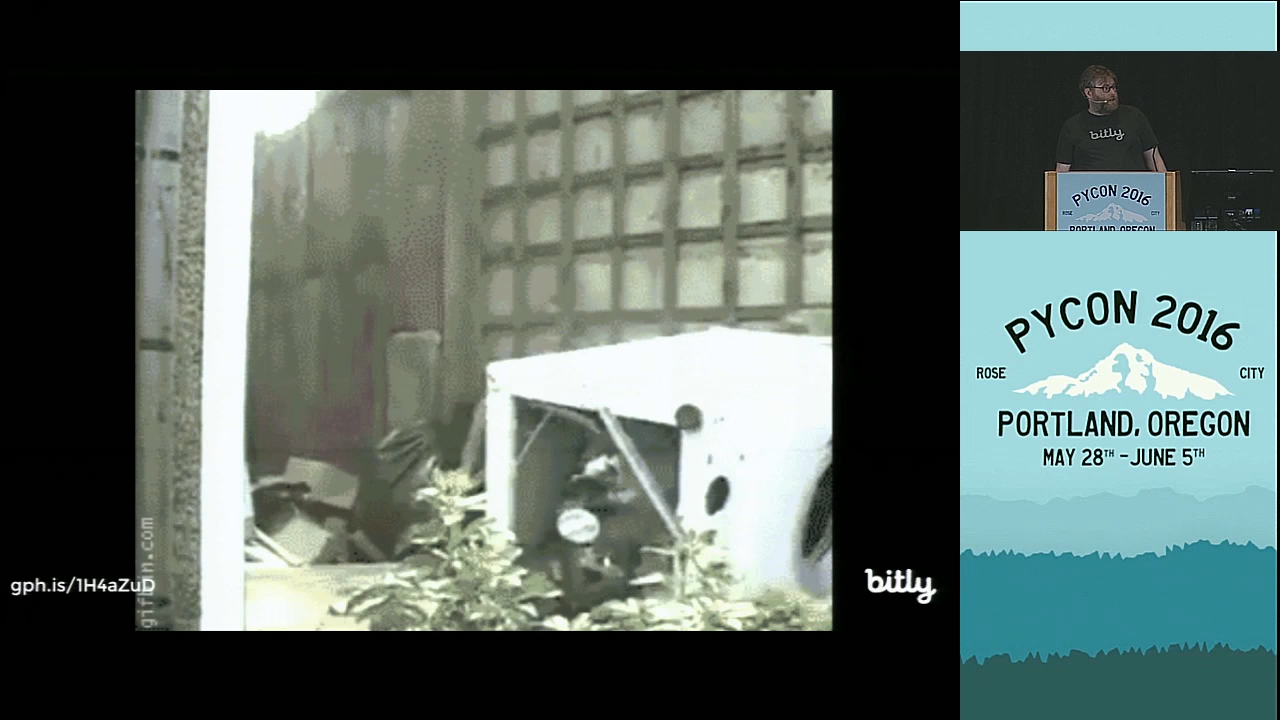 gph.is/1H4aZuD
bitly
bitly
PYCON 2016
ROSE
CITY
PORTLAND, OREGON
PYCON 2016
ROSE
CITY
PORTLAND, OREGON
MAY 28TH - JUNE 5TH